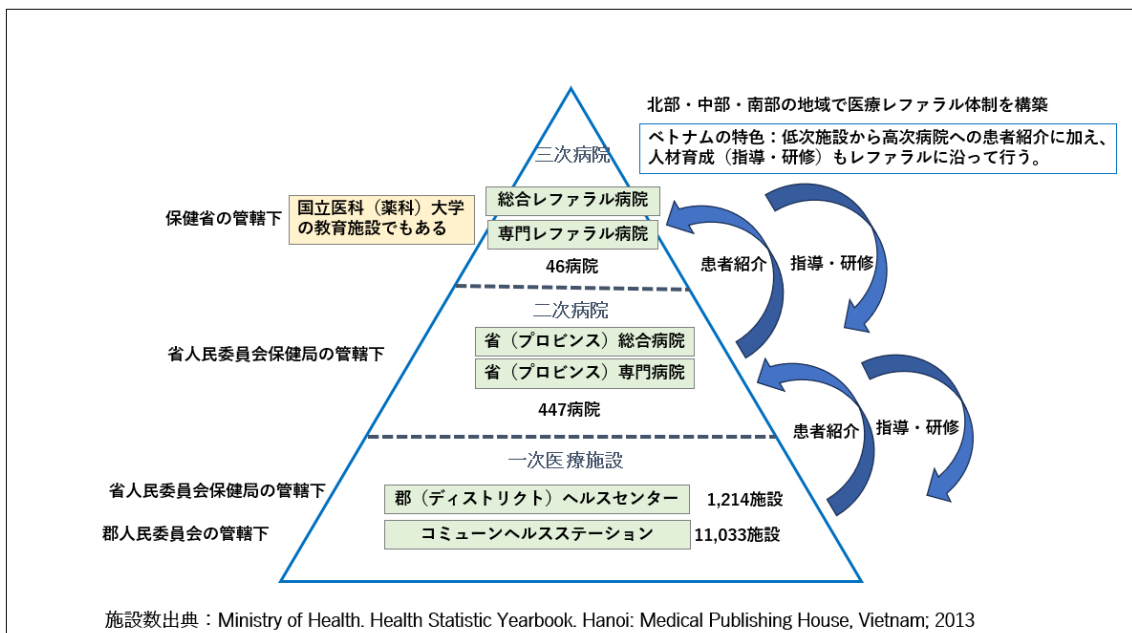 北部・中部・南部の地域で医療レファラル体制を構築
ベトナムの特色：低次施設から高次病院への患者紹介に加え、
人材育成（指導・研修）もレファラルに沿って行う。
三次病院
保健省の管轄下
国立医科（薬科）大学
の教育施設でもある
総合レファラル病院
専門レファラル病院
46病院
患者紹介
指導・研修
二次病院
省人民委員会保健局の管轄下
省（プロビンス）総合病院
省（プロビンス）専門病院
447病院
患者紹介
指導・研修
一次医療施設
省人民委員会保健局の管轄下
郡（ディストリクト）ヘルスセンター
1,214施設
郡人民委員会の管轄下
コミューンヘルスステーション
11,033施設
施設数出典：Ministry of Health. Health Statistic Yearbook. Hanoi: Medical Publishing House, Vietnam; 2013